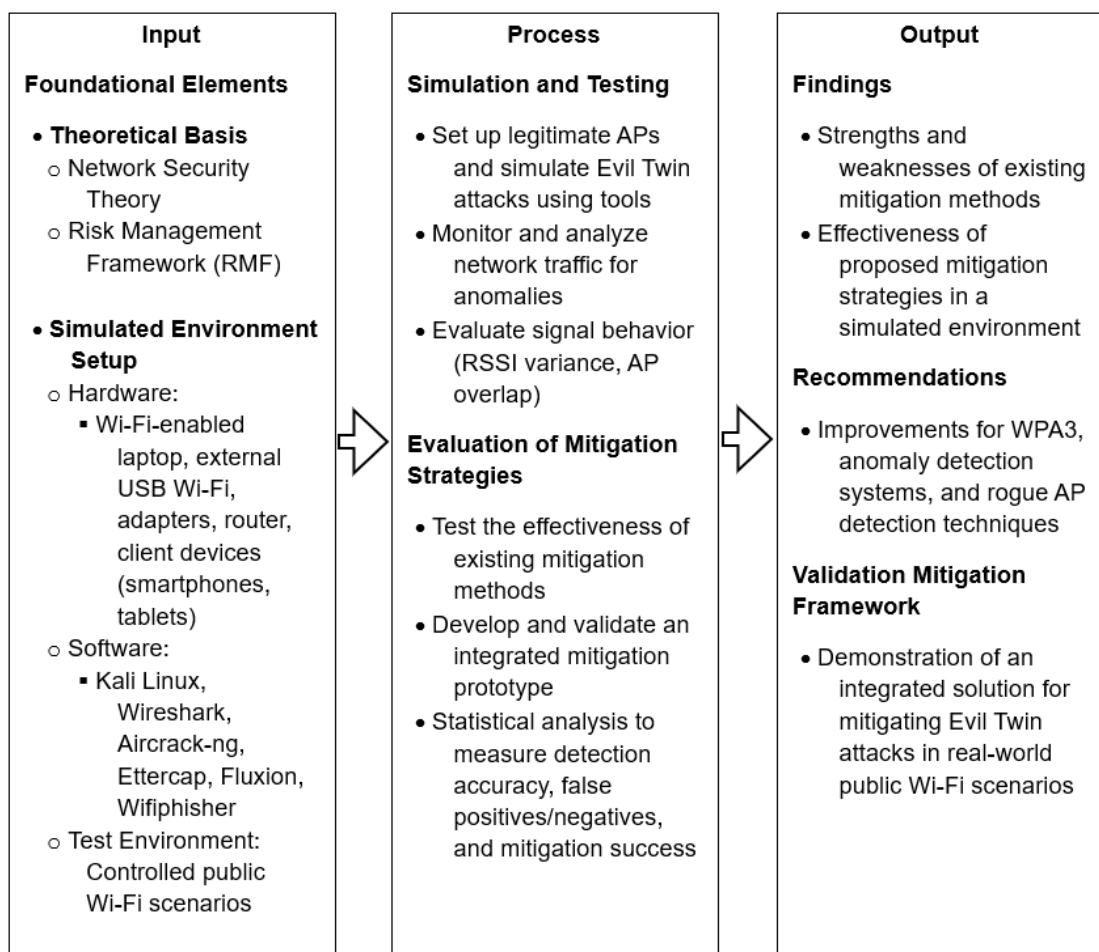 Input
Foundational Elements
• Theoretical Basis
o Network Security
Theory
o Risk Management
Framework (RMF)
• Simulated Environment
Setup
o Hardware:
▪ Wi-Fi-enabled
laptop, external
USB Wi-Fi,
adapters, router,
client devices
(smartphones,
tablets)
o Software:
▪ Kali Linux,
Wireshark,
Aircrack-ng,
Ettercap, Fluxion,
Wifiphisher
o Test Environment:
Controlled public
Wi-Fi scenarios
Process
Simulation and Testing
• Set up legitimate APs
and simulate Evil Twin
attacks using tools
• Monitor and analyze
network traffic for
anomalies
• Evaluate signal behavior
(RSSI variance, AP
overlap)
Evaluation of Mitigation
Strategies
• Test the effectiveness of
existing mitigation
methods
• Develop and validate an
integrated mitigation
prototype
• Statistical analysis to
measure detection
accuracy, false
positives/negatives,
and mitigation success
Output
Findings
• Strengths and
weaknesses of existing
mitigation methods
• Effectiveness of
proposed mitigation
strategies in a
simulated environment
Recommendations
• Improvements for WPA3,
anomaly detection
systems, and rogue AP
detection techniques
Validation Mitigation
Framework
• Demonstration of an
integrated solution for
mitigating Evil Twin
attacks in real-world
public Wi-Fi scenarios